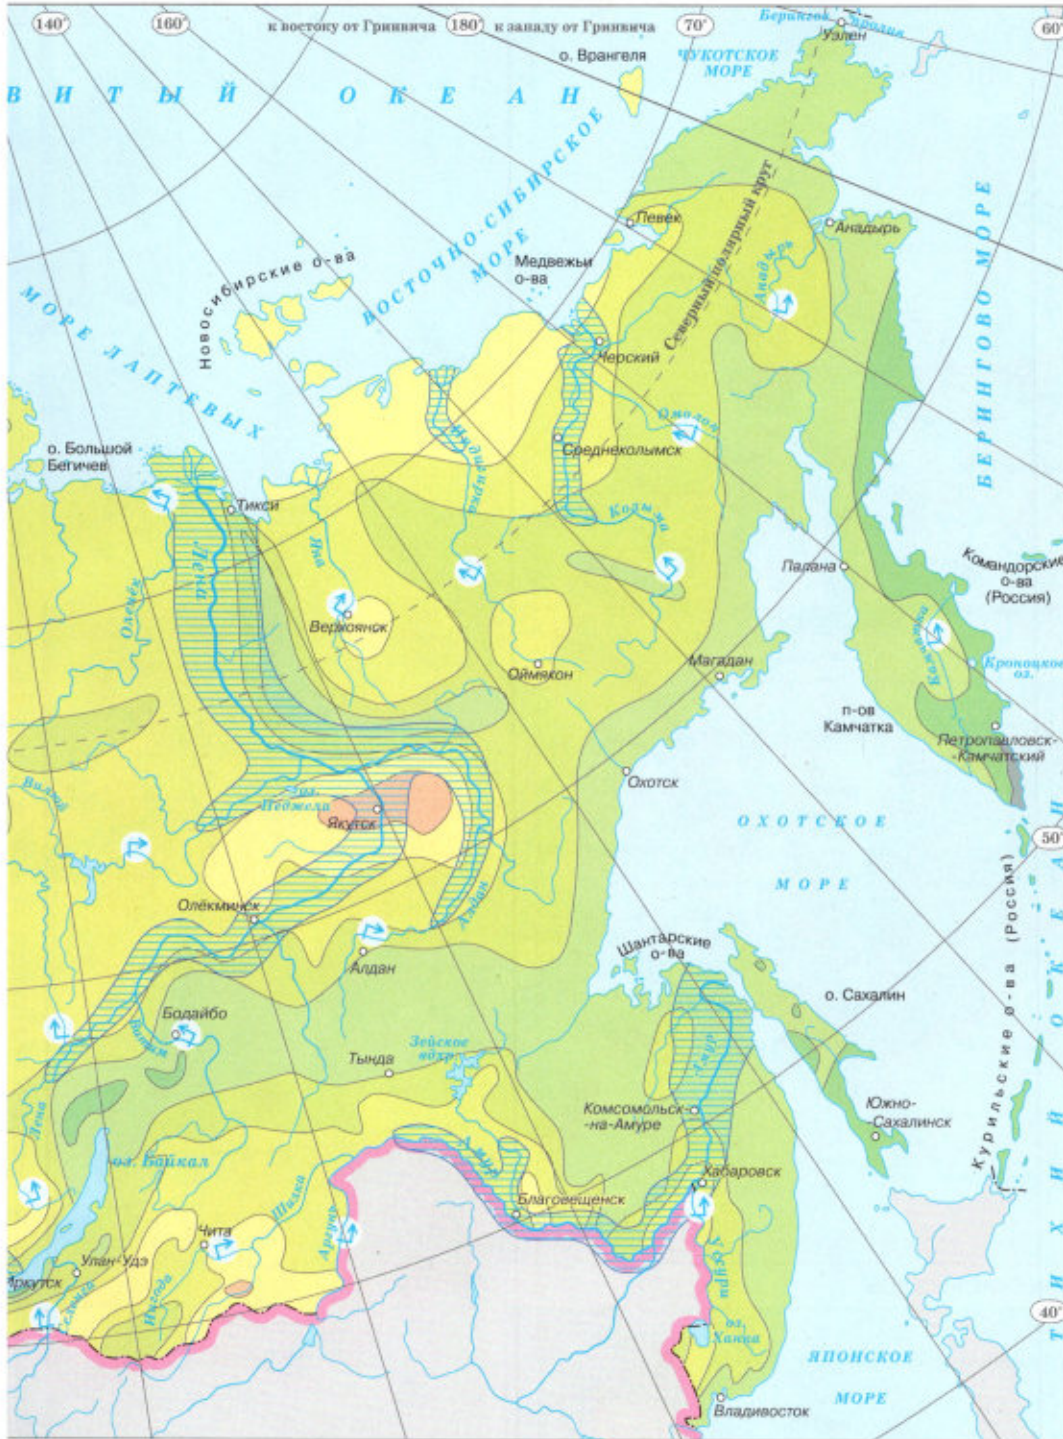 140°
160°
к востоку от Гринвича
180°
к западу от Гринвича
70°
60°
Берингов пролив
Уэлен
о. Врангеля
ЧУКОТСКОЕ
МОРЕ
ВИТЫЙ ОКЕАН
ВОСТОЧНО-СИБИРСКОЕ
МОРЕ
Певек
Северный полярный круг
Анадырь
Анадырь
БЕРИНГОВО МОРЕ
Медвежьи
о-ва
Новосибирские о-ва
МОРЕ ЛАПТЕВЫХ
Черский
Омолон
Среднеколымск
Индигирка
Колыма
о. Большой
Бегичев
Тикси
Лена
Яна
Оленёк
Верхоянск
Оймякон
Палана
Командорские
о-ва
(Россия)
Камчатка
Кроноцкое
оз.
Магадан
п-ов
Камчатка
Петропавловск-
-Камчатский
Охотск
Вилюй
оз.
Неджели
Якутск
ОХОТСКОЕ
МОРЕ
50°
Олёкминск
Алдан
Алдан
Шантарские
о-ва
о. Сахалин
Курильские о-ва (Россия)
ТИХИЙ ОКЕАН
Бодайбо
Витим
Тында
Зейское
вдхр.
Амур
Комсомольск-
-на-Амуре
Южно-
-Сахалинск
Лена
оз. Байкал
Шилка
Амур
Благовещенск
Хабаровск
Аргунь
Чита
Улан-Удэ
Иркутск
Селенга
Ингода
Уссури
оз.
Ханка
40°
ЯПОНСКОЕ
МОРЕ
Владивосток